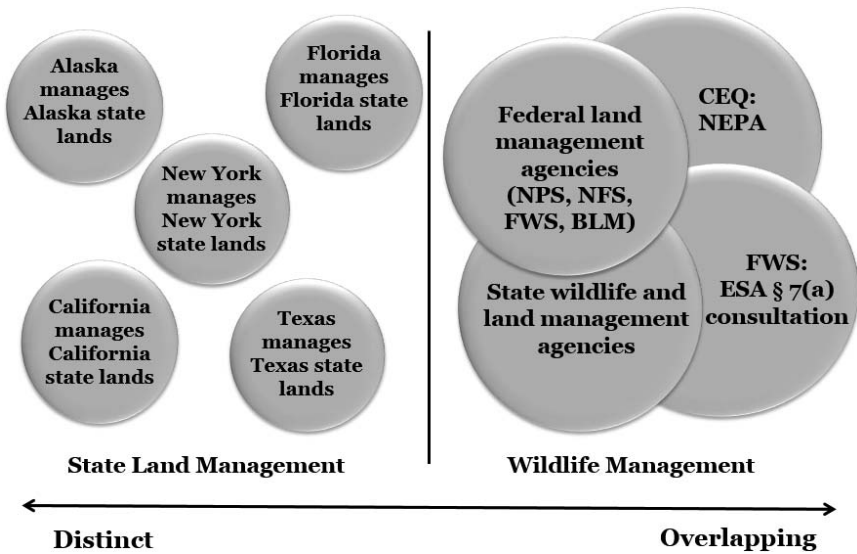 Alaska
manages
Alaska state
lands
Florida
manages
Florida state
lands
New York
manages
New York
state lands
California
manages
California
state lands
Texas
manages
Texas state
lands
Federal land
management
agencies
(NPS, NFS,
FWS, BLM)
CEQ:
NEPA
State wildlife and
land management
agencies
FWS:
ESA § 7(a)
consultation
State Land Management
Wildlife Management
Distinct
Overlapping